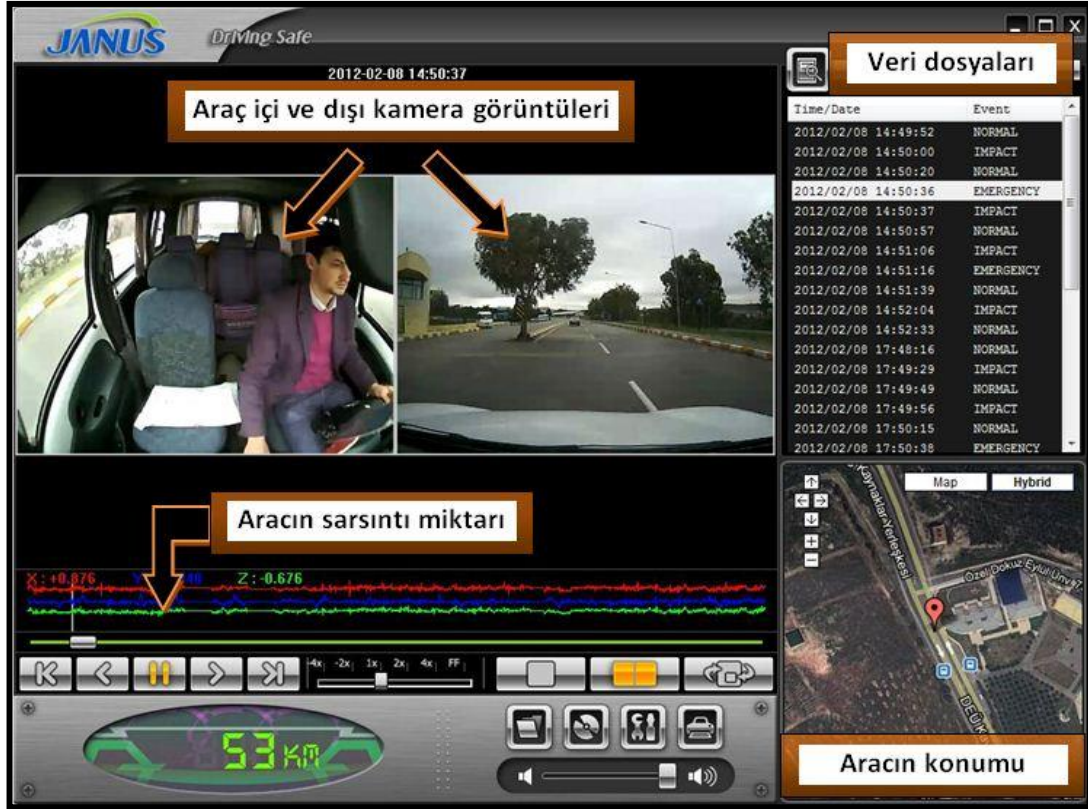 JANUS Driving Safe
2012-02-08 14:50:37
Araç içi ve dışı kamera görüntüleri
Aracın sarsıntı miktarı
X:+0.876 Z:-0.676
-4x -2x 1x 2x 4x FF
53 KM
Veri dosyaları
Time/Date Event
2012/02/08 14:49:52 NORMAL
2012/02/08 14:50:00 IMPACT
2012/02/08 14:50:20 NORMAL
2012/02/08 14:50:36 EMERGENCY
2012/02/08 14:50:37 IMPACT
2012/02/08 14:50:57 NORMAL
2012/02/08 14:51:06 IMPACT
2012/02/08 14:51:16 EMERGENCY
2012/02/08 14:51:39 NORMAL
2012/02/08 14:52:04 IMPACT
2012/02/08 14:52:33 NORMAL
2012/02/08 17:48:16 NORMAL
2012/02/08 17:49:29 IMPACT
2012/02/08 17:49:49 NORMAL
2012/02/08 17:49:56 IMPACT
2012/02/08 17:50:15 NORMAL
2012/02/08 17:50:38 EMERGENCY
Map Hybrid
Kaynaklar Yerleşkesi
Özel Dokuz Eylül Ünv
DEÜ
Aracın konumu